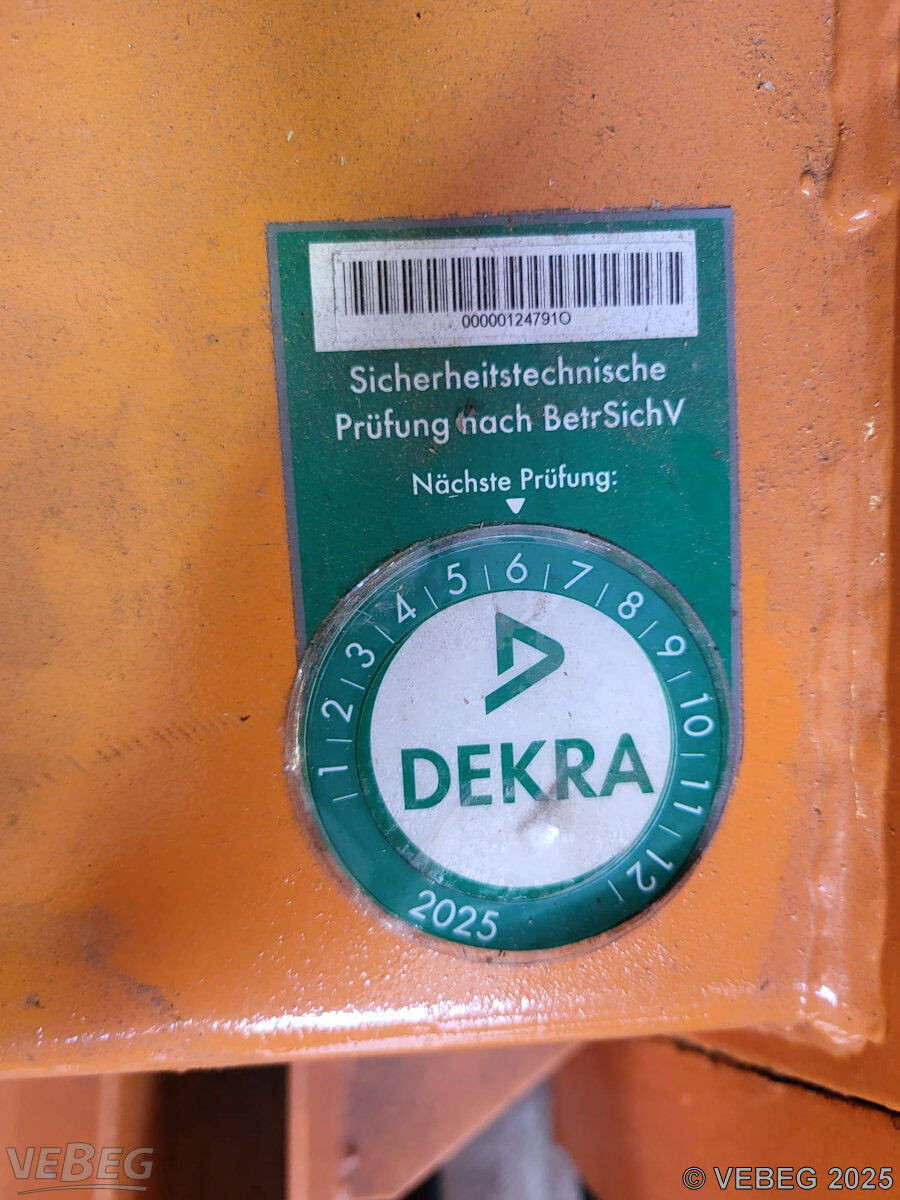 00000124791O
Sicherheitstechnische
Prüfung nach BetrSichV
Nächste Prüfung:
1 2 3 4 5 6 7 8 9 10 11 12
DEKRA
2025
VEBEG
© VEBEG 2025